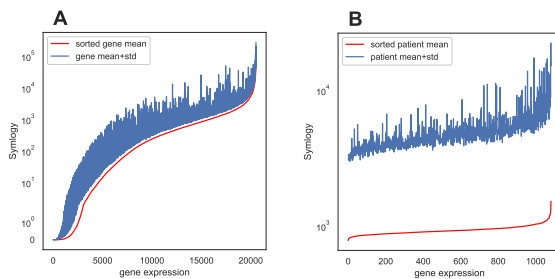 A
sorted gene mean
gene mean+std
Symlogy
10^5
10^4
10^3
10^2
10^1
10^0
0
0 5000 10000 15000 20000
gene expression
B
sorted patient mean
patient mean+std
Symlogy
10^4
10^3
0 200 400 600 800 1000
gene expression